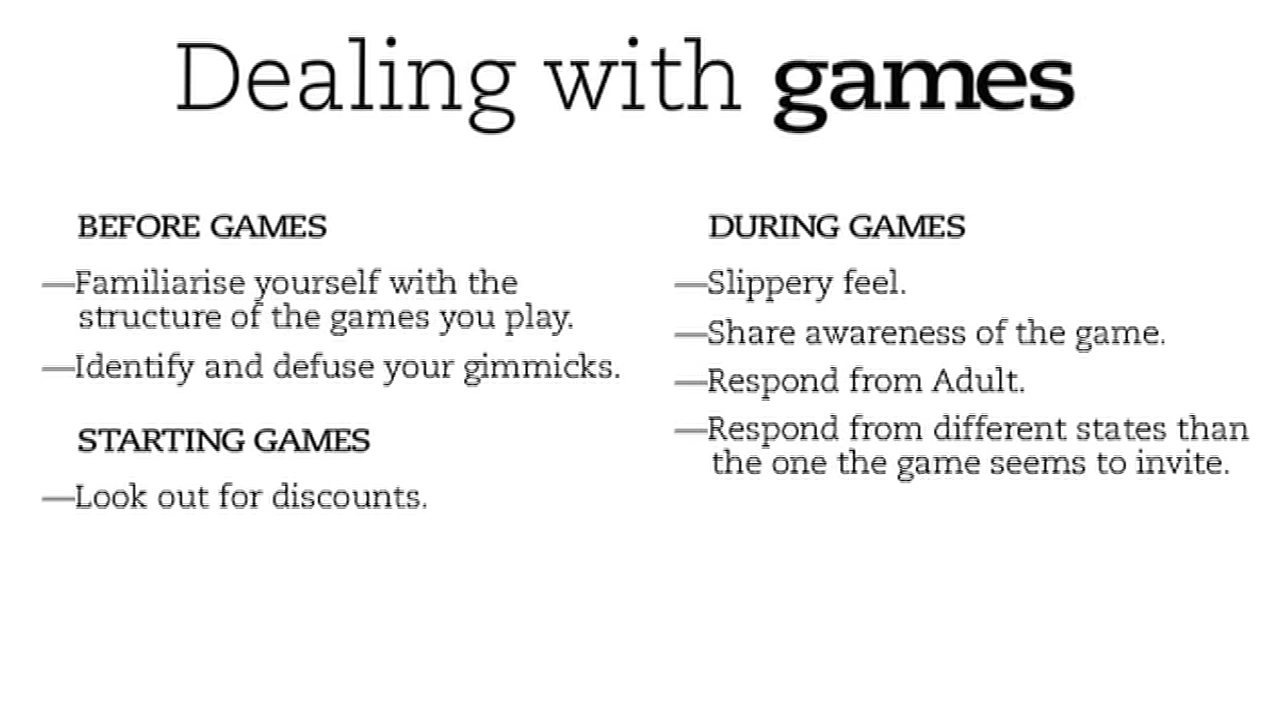 Dealing with games
BEFORE GAMES
—Familiarise yourself with the
structure of the games you play.
—Identify and defuse your gimmicks.
STARTING GAMES
—Look out for discounts.
DURING GAMES
—Slippery feel.
—Share awareness of the game.
—Respond from Adult.
—Respond from different states than
the one the game seems to invite.